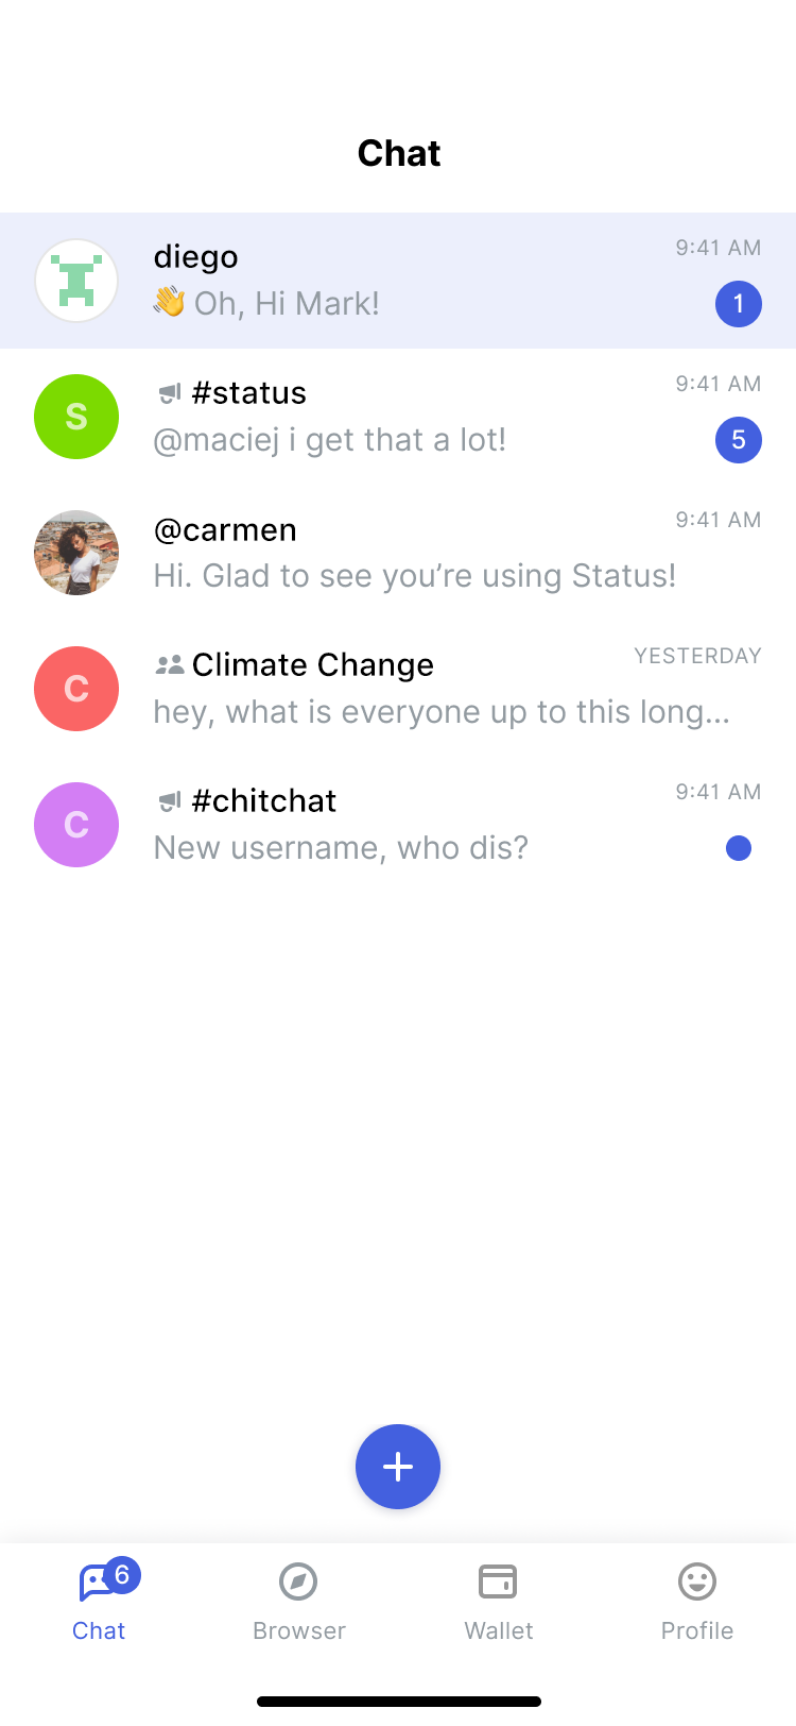 Chat
diego
9:41 AM
👋 Oh, Hi Mark!
1
S
#status
9:41 AM
@maciej i get that a lot!
5
@carmen
9:41 AM
Hi. Glad to see you’re using Status!
C
Climate Change
YESTERDAY
hey, what is everyone up to this long...
C
#chitchat
9:41 AM
New username, who dis?
6
Chat
Browser
Wallet
Profile